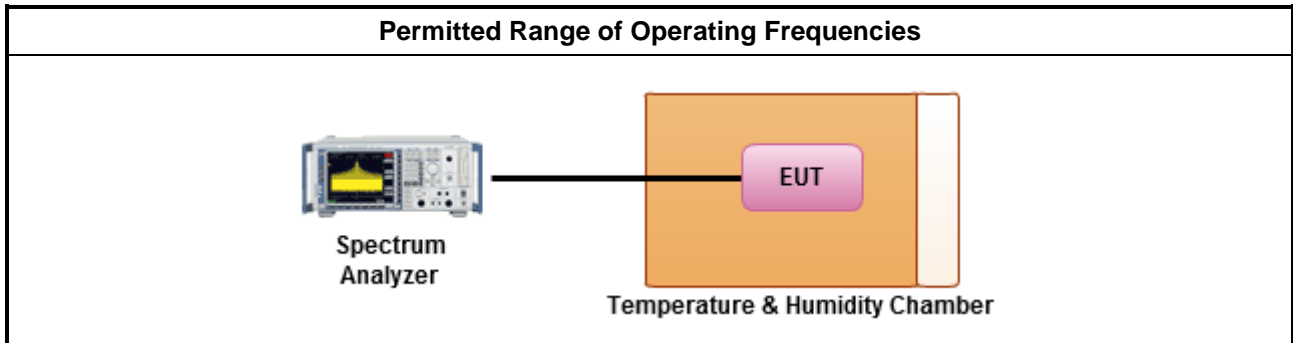 Permitted Range of Operating Frequencies
EUT
Spectrum
Analyzer
Temperature & Humidity Chamber